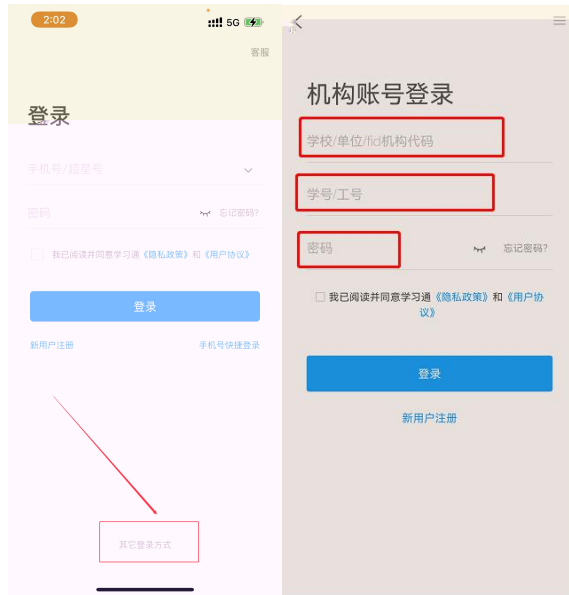 2:02
5G
客服
登录
手机号/超星号
密码
忘记密码?
我已阅读并同意学习通《隐私政策》和《用户协议》
登录
新用户注册
手机号快捷登录
其它登录方式
机构账号登录
学校/单位/fid机构代码
学号/工号
密码
忘记密码?
我已阅读并同意学习通《隐私政策》和《用户协
议》
登录
新用户注册